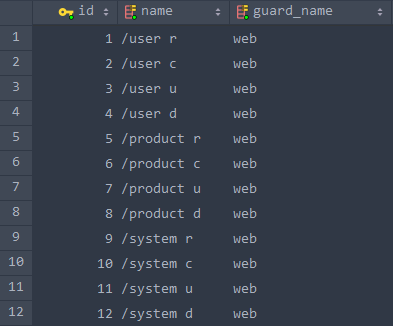 id name guard_name
1 1 /user r web
2 2 /user c web
3 3 /user u web
4 4 /user d web
5 5 /product r web
6 6 /product c web
7 7 /product u web
8 8 /product d web
9 9 /system r web
10 10 /system c web
11 11 /system u web
12 12 /system d web